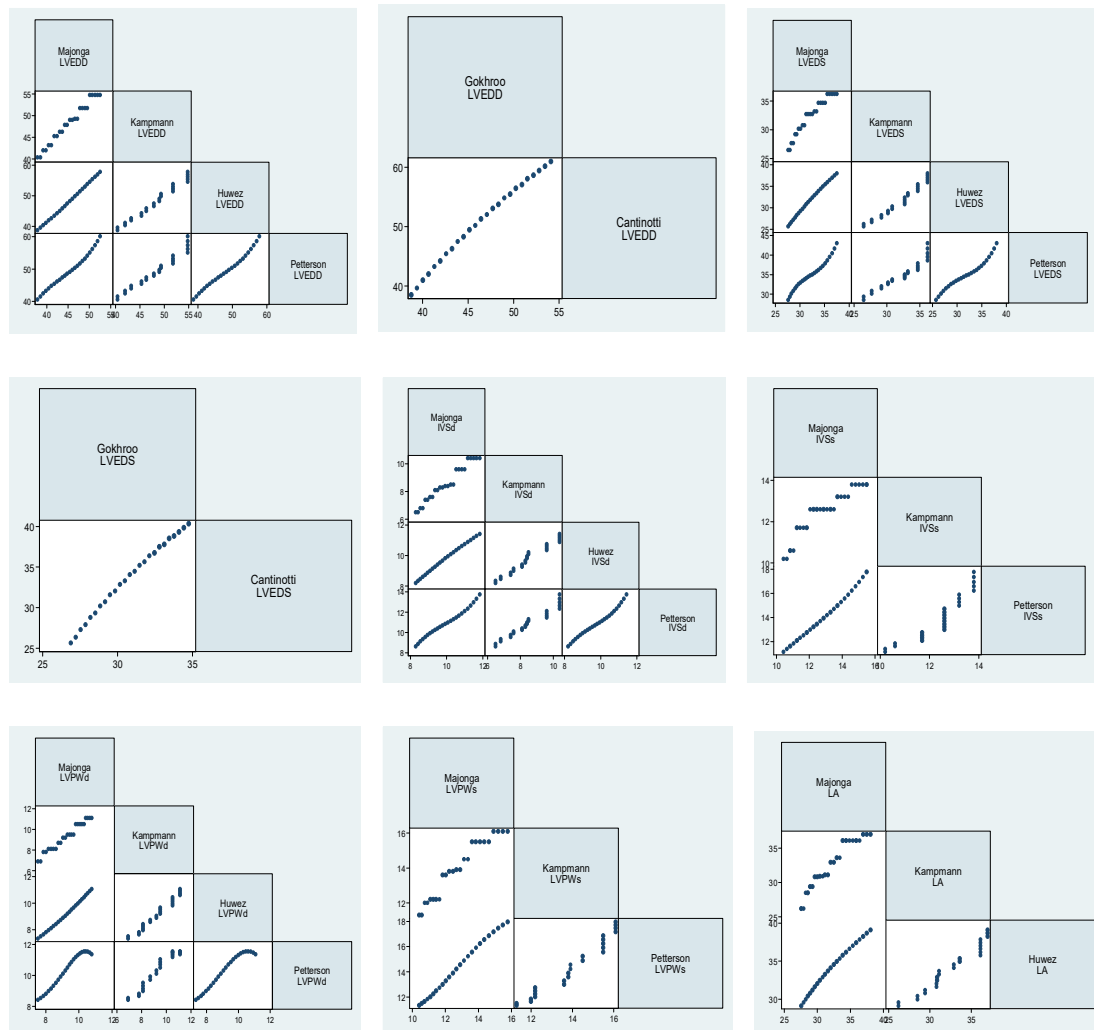 Majonga
LVEDD
55
50
45
Kampmann
LVEDD
60
50
40
Huwez
LVEDD
60
50
40
Petterson
LVEDD
40 45 50 55 45 50 55 40 50 60
Gokhroo
LVEDD
60
50
40
Cantinotti
LVEDD
40 45 50 55
Majonga
LVEDS
35
30
25
Kampmann
LVEDS
40
35
30
25
Huwez
LVEDS
45
40
35
30
Petterson
LVEDS
25 30 35 40 25 30 35 25 30 35 40
Gokhroo
LVEDS
40
35
30
25
Cantinotti
LVEDS
25 30 35
Majonga
IVSd
10
8
6
Kampmann
IVSd
12
10
8
Huwez
IVSd
14
12
10
8
Petterson
IVSd
8 10 12 6 8 10 8 10 12
Majonga
IVSs
14
12
10
Kampmann
IVSs
18
16
14
12
Petterson
IVSs
10 12 14 16 10 12 14
Majonga
LVPWd
12
10
8
6
Kampmann
LVPWd
12
10
8
Huwez
LVPWd
12
10
8
Petterson
LVPWd
8 10 12 6 8 10 12 8 10 12
Majonga
LVPWs
16
14
12
Kampmann
LVPWs
18
16
14
12
Petterson
LVPWs
10 12 14 16 12 14 16
Majonga
LA
35
30
25
Kampmann
LA
40
35
30
Huwez
LA
25 30 35 40 25 30 35